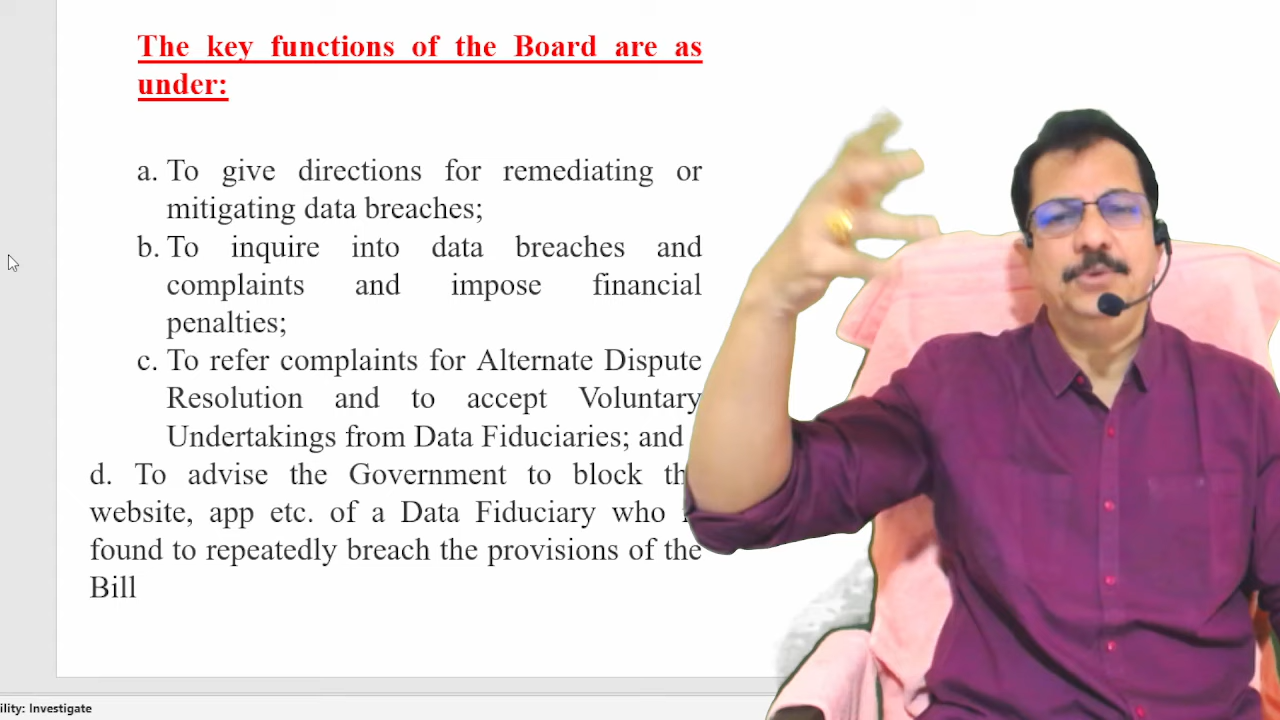 The key functions of the Board are as
under:
a. To give directions for remediating or
mitigating data breaches;
b. To inquire into data breaches and
complaints and impose financial
penalties;
c. To refer complaints for Alternate Dispute
Resolution and to accept Voluntary
Undertakings from Data Fiduciaries; and
d. To advise the Government to block
website, app etc. of a Data Fiduciary who
found to repeatedly breach the provisions of the
Bill
Investigate